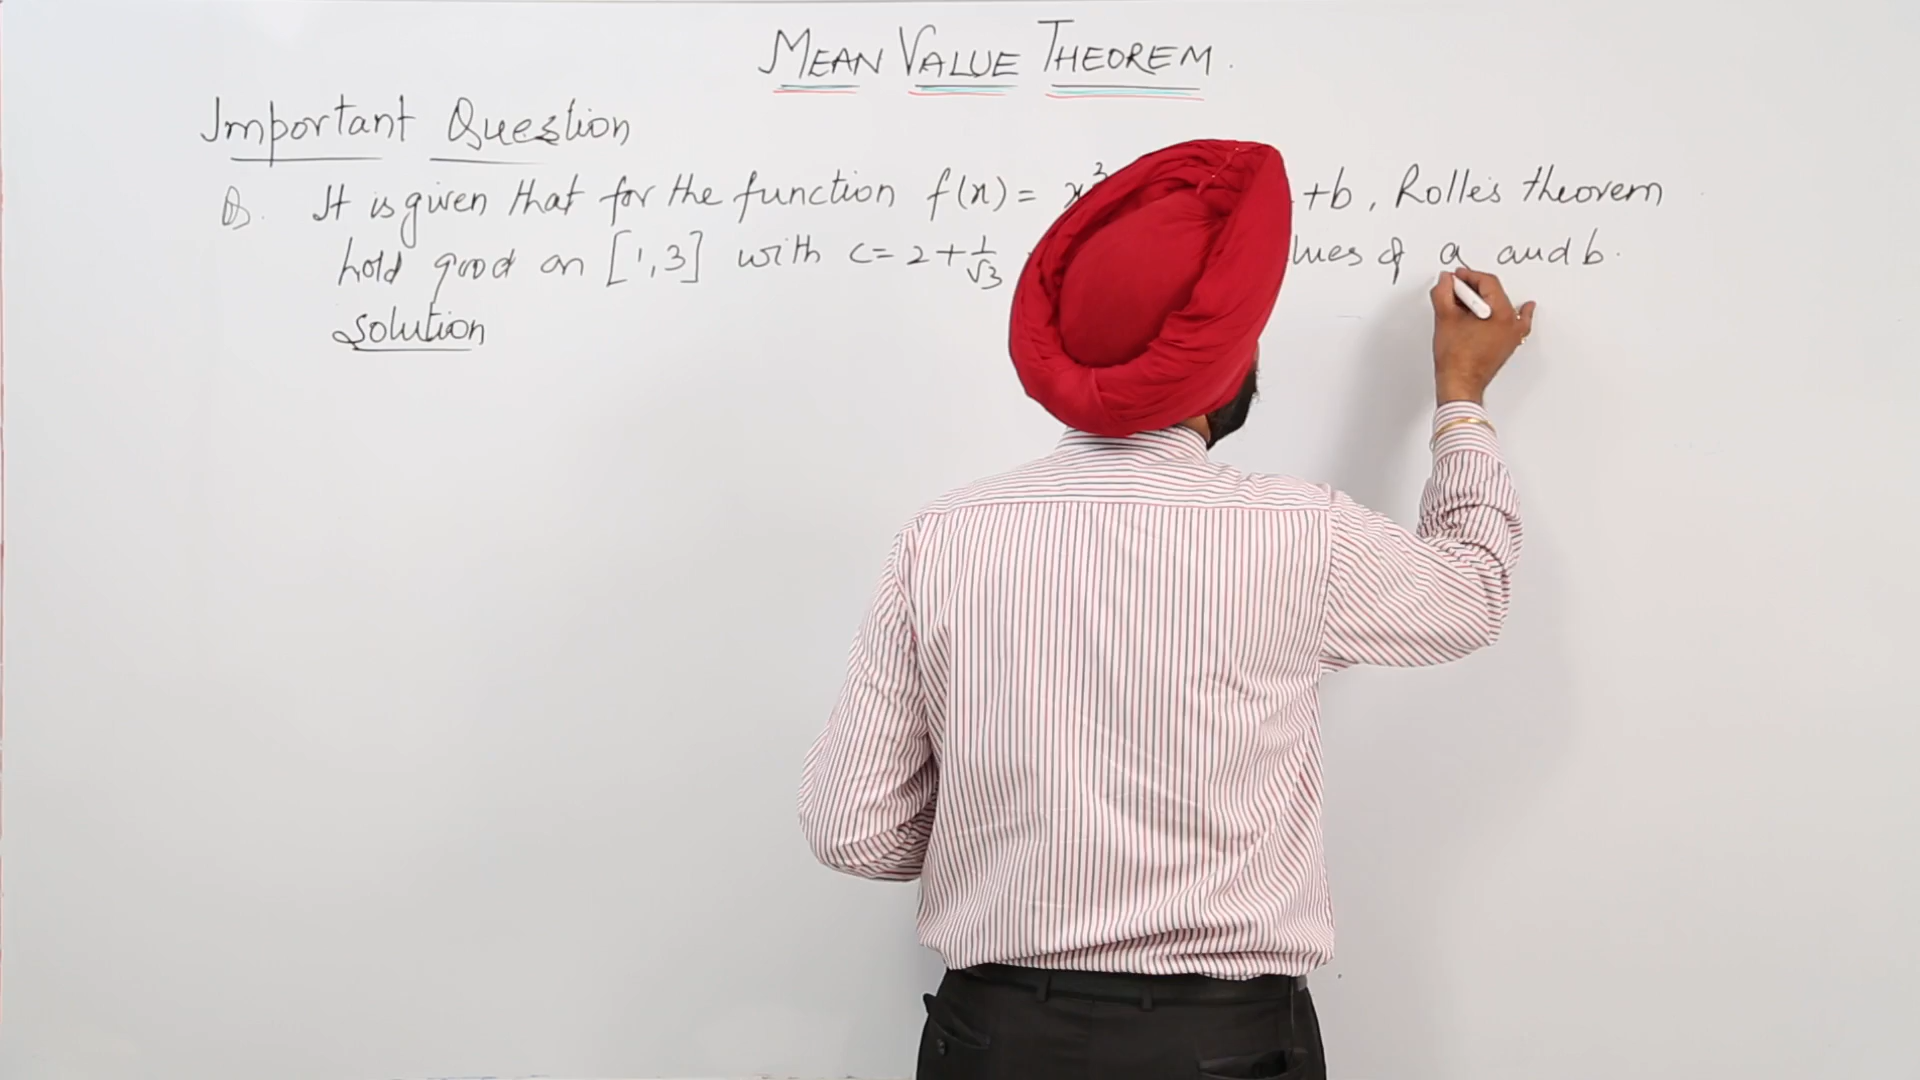 MEAN VALUE THEOREM.
Important Question
Q. It is given that for the function f(x) = x³ +b, Rolle's theorem
hold good on [1,3] with c = 2 + 1/√3 of a and b.
Solution